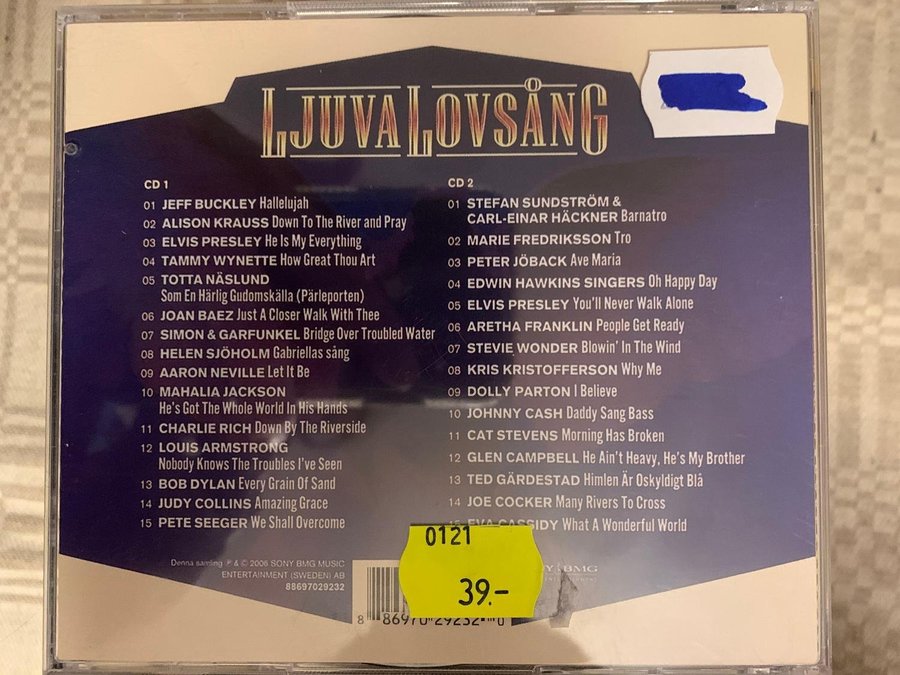 LJUVA LOVSÅNG
CD 1
01 JEFF BUCKLEY Hallelujah
02 ALISON KRAUSS Down To The River and Pray
03 ELVIS PRESLEY He Is My Everything
04 TAMMY WYNETTE How Great Thou Art
05 TOTTA NÄSLUND
Som En Härlig Gudomskälla (Pärleporten)
06 JOAN BAEZ Just A Closer Walk With Thee
07 SIMON & GARFUNKEL Bridge Over Troubled Water
08 HELEN SJÖHOLM Gabriellas sång
09 AARON NEVILLE Let It Be
10 MAHALIA JACKSON
He's Got The Whole World In His Hands
11 CHARLIE RICH Down By The Riverside
12 LOUIS ARMSTRONG
Nobody Knows The Troubles I've Seen
13 BOB DYLAN Every Grain Of Sand
14 JUDY COLLINS Amazing Grace
15 PETE SEEGER We Shall Overcome
CD 2
01 STEFAN SUNDSTRÖM &
CARL-EINAR HÄCKNER Barnatro
02 MARIE FREDRIKSSON Tro
03 PETER JÖBACK Ave Maria
04 EDWIN HAWKINS SINGERS Oh Happy Day
05 ELVIS PRESLEY You'll Never Walk Alone
06 ARETHA FRANKLIN People Get Ready
07 STEVIE WONDER Blowin' In The Wind
08 KRIS KRISTOFFERSON Why Me
09 DOLLY PARTON I Believe
10 JOHNNY CASH Daddy Sang Bass
11 CAT STEVENS Morning Has Broken
12 GLEN CAMPBELL He Ain't Heavy, He's My Brother
13 TED GÄRDESTAD Himlen Är Oskyldigt Blå
14 JOE COCKER Many Rivers To Cross
15 EVA CASSIDY What A Wonderful World
Denna samling ℗ & © 2006 SONY BMG MUSIC
ENTERTAINMENT (SWEDEN) AB
88697029232
0121
39.-
8 86970 29232 0
BMG